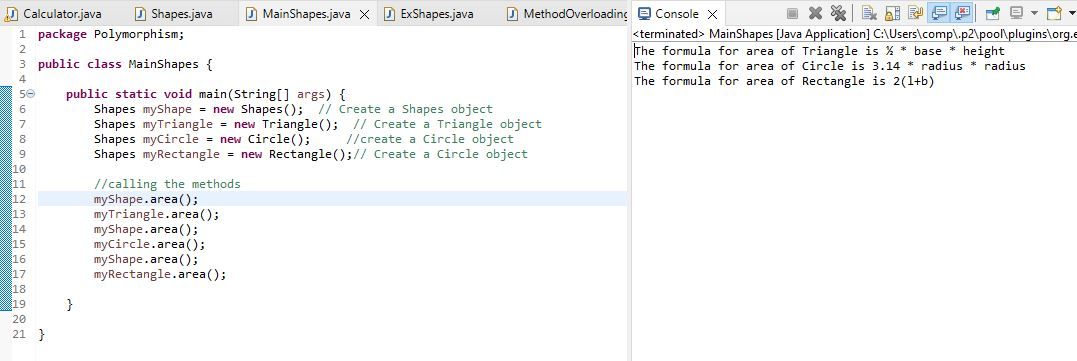 Calculator.java Shapes.java MainShapes.java ExShapes.java MethodOverloading
1 package Polymorphism;
2
3 public class MainShapes {
4
5 public static void main(String[] args) {
6 Shapes myShape = new Shapes(); // Create a Shapes object
7 Shapes myTriangle = new Triangle(); // Create a Triangle object
8 Shapes myCircle = new Circle(); //create a Circle object
9 Shapes myRectangle = new Rectangle();// Create a Circle object
10
11 //calling the methods
12 myShape.area();
13 myTriangle.area();
14 myShape.area();
15 myCircle.area();
16 myShape.area();
17 myRectangle.area();
18
19 }
20
21 }
Console
<terminated> MainShapes [Java Application] C:\Users\comp\.p2\pool\plugins\org.e
The formula for area of Triangle is ½ * base * height
The formula for area of Circle is 3.14 * radius * radius
The formula for area of Rectangle is 2(l+b)